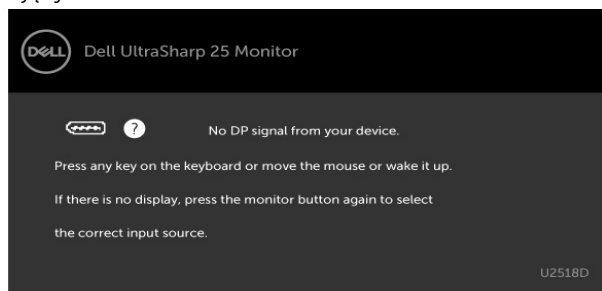 DELL Dell UltraSharp 25 Monitor
? No DP signal from your device.
Press any key on the keyboard or move the mouse or wake it up.
If there is no display, press the monitor button again to select
the correct input source.
U2518D